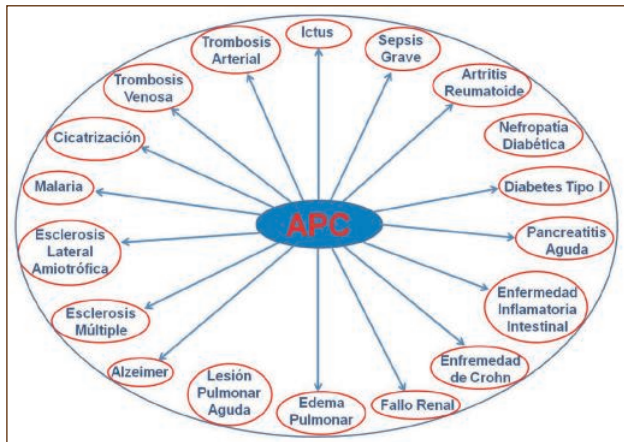 Ictus
Sepsis
Grave
Artritis
Reumatoide
Nefropatia
Diabética
Diabetes Tipo I
Pancreatitis
Aguda
Enfermedad
Inflamatoria
Intestinal
Enfremedad
de Crohn
Fallo Renal
Edema
Pulmonar
Lesión
Pulmonar
Aguda
Alzeimer
Esclerosis
Múltiple
Esclerosis
Lateral
Amiotrófica
Malaria
Cicatrización
Trombosis
Venosa
Trombosis
Arterial
APC